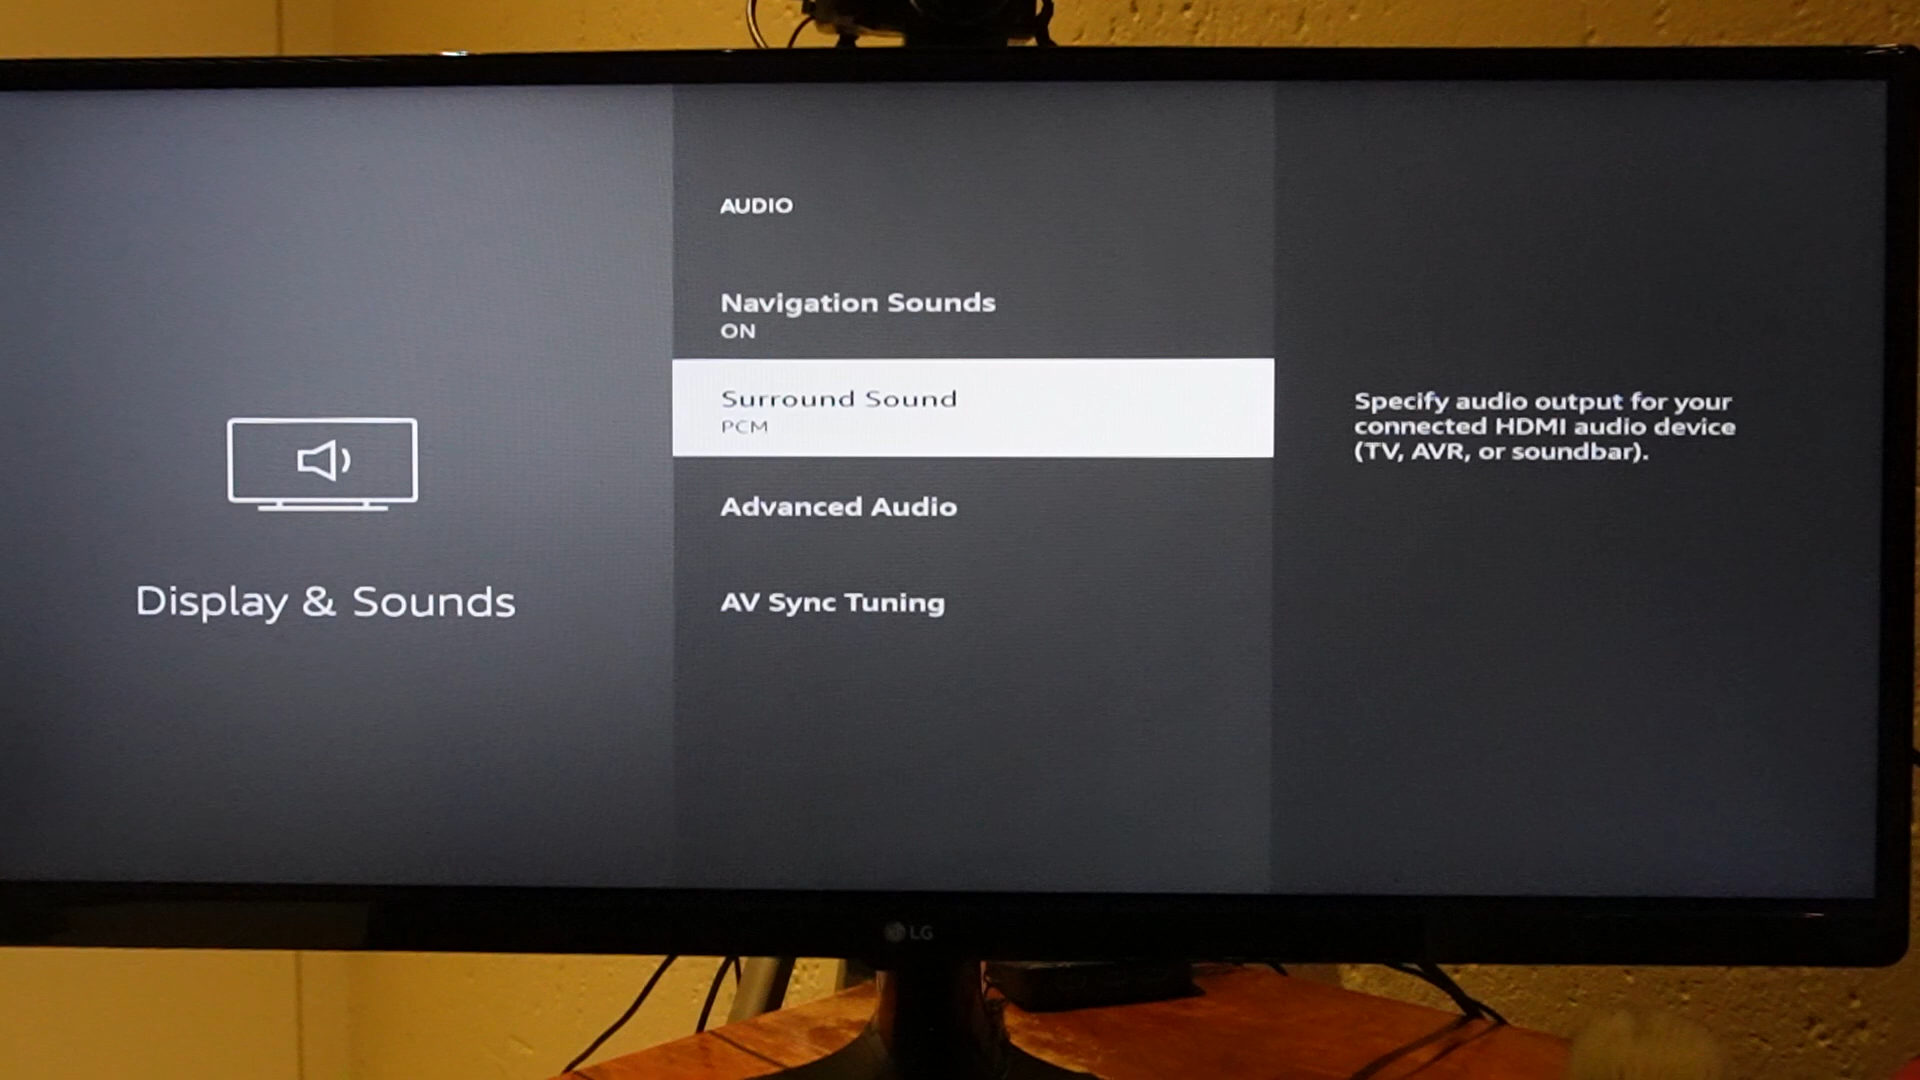 AUDIO
Navigation Sounds
ON
Surround Sound
PCM
Advanced Audio
AV Sync Tuning
Display & Sounds
Specify audio output for your
connected HDMI audio device
(TV, AVR, or soundbar).
LG